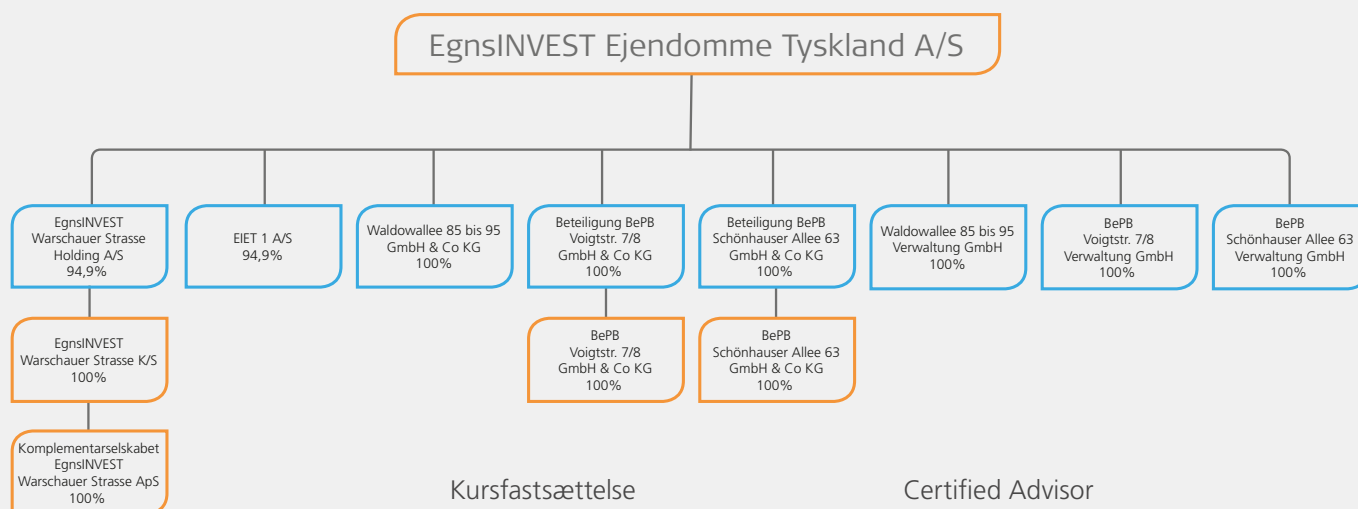 EgnsINVEST Ejendomme Tyskland A/S
EgnsINVEST
Warschauer Strasse
Holding A/S
94,9%
EIET 1 A/S
94,9%
Waldowallee 85 bis 95
GmbH & Co KG
100%
Beteiligung BePB
Voigtstr. 7/8
GmbH & Co KG
100%
Beteiligung BePB
Schönhauser Allee 63
GmbH & Co KG
100%
Waldowallee 85 bis 95
Verwaltung GmbH
100%
BePB
Voigtstr. 7/8
Verwaltung GmbH
100%
BePB
Schönhauser Allee 63
Verwaltung GmbH
100%
EgnsINVEST
Warschauer Strasse K/S
100%
BePB
Voigtstr. 7/8
GmbH & Co KG
100%
BePB
Schönhauser Allee 63
GmbH & Co KG
100%
Komplementarselskabet
EgnsINVEST
Warschauer Strasse ApS
100%
Kursfastsættelse
Certified Advisor